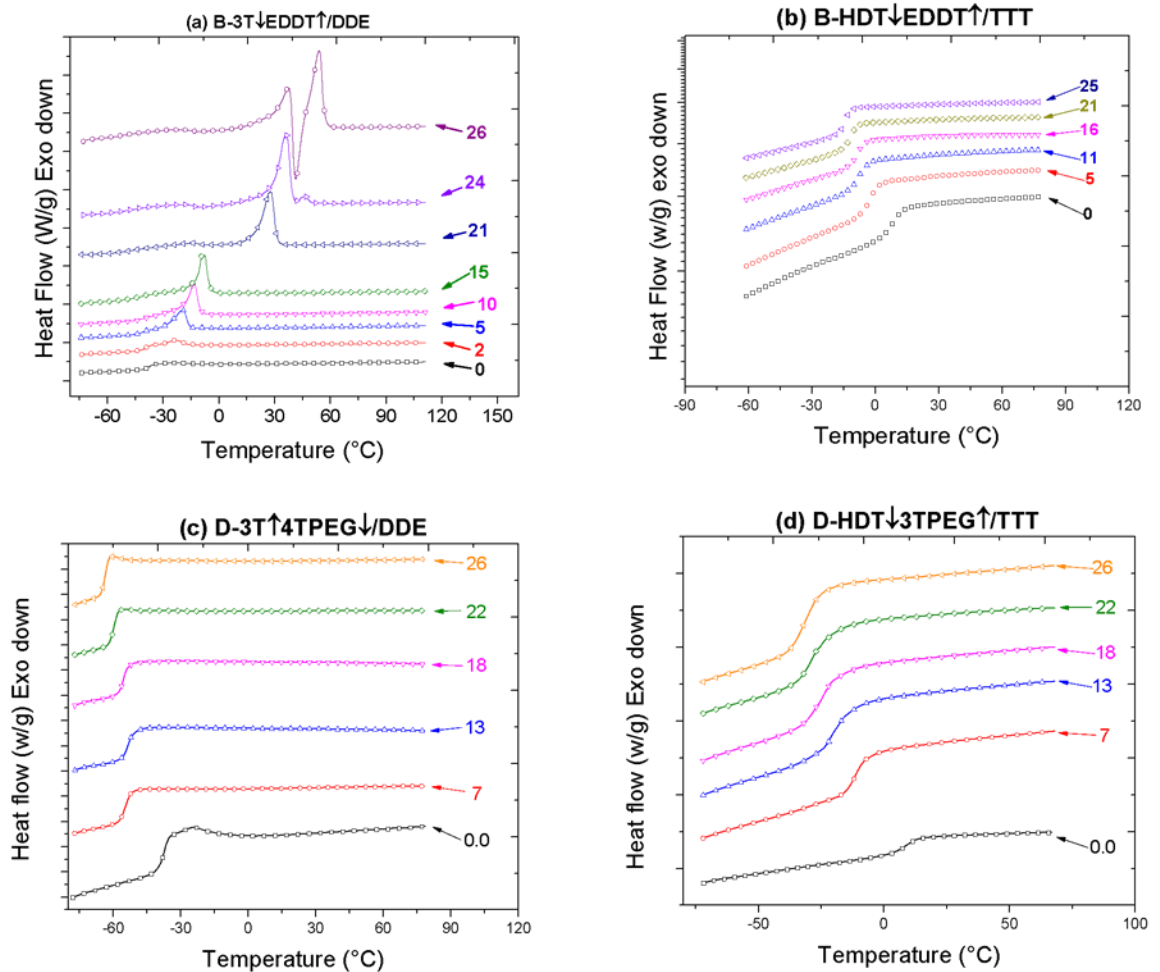 (a) B-3T↓EDDT↑/DDE
Heat Flow (W/g) Exo down
26
24
21
15
10
5
2
0
-60 -30 0 30 60 90 120 150
Temperature (°C)
(b) B-HDT↓EDDT↑/TTT
Heat Flow (w/g) exo down
25
21
16
11
5
0
-90 -60 -30 0 30 60 90 120
Temperature (°C)
(c) D-3T↑4TPEG↓/DDE
Heat flow (w/g) Exo down
26
22
18
13
7
0.0
-60 -30 0 30 60 90 120
Temperature (°C)
(d) D-HDT↓3TPEG↑/TTT
Heat flow (w/g) Exo down
26
22
18
13
7
0.0
-50 0 50 100
Temperature (°C)